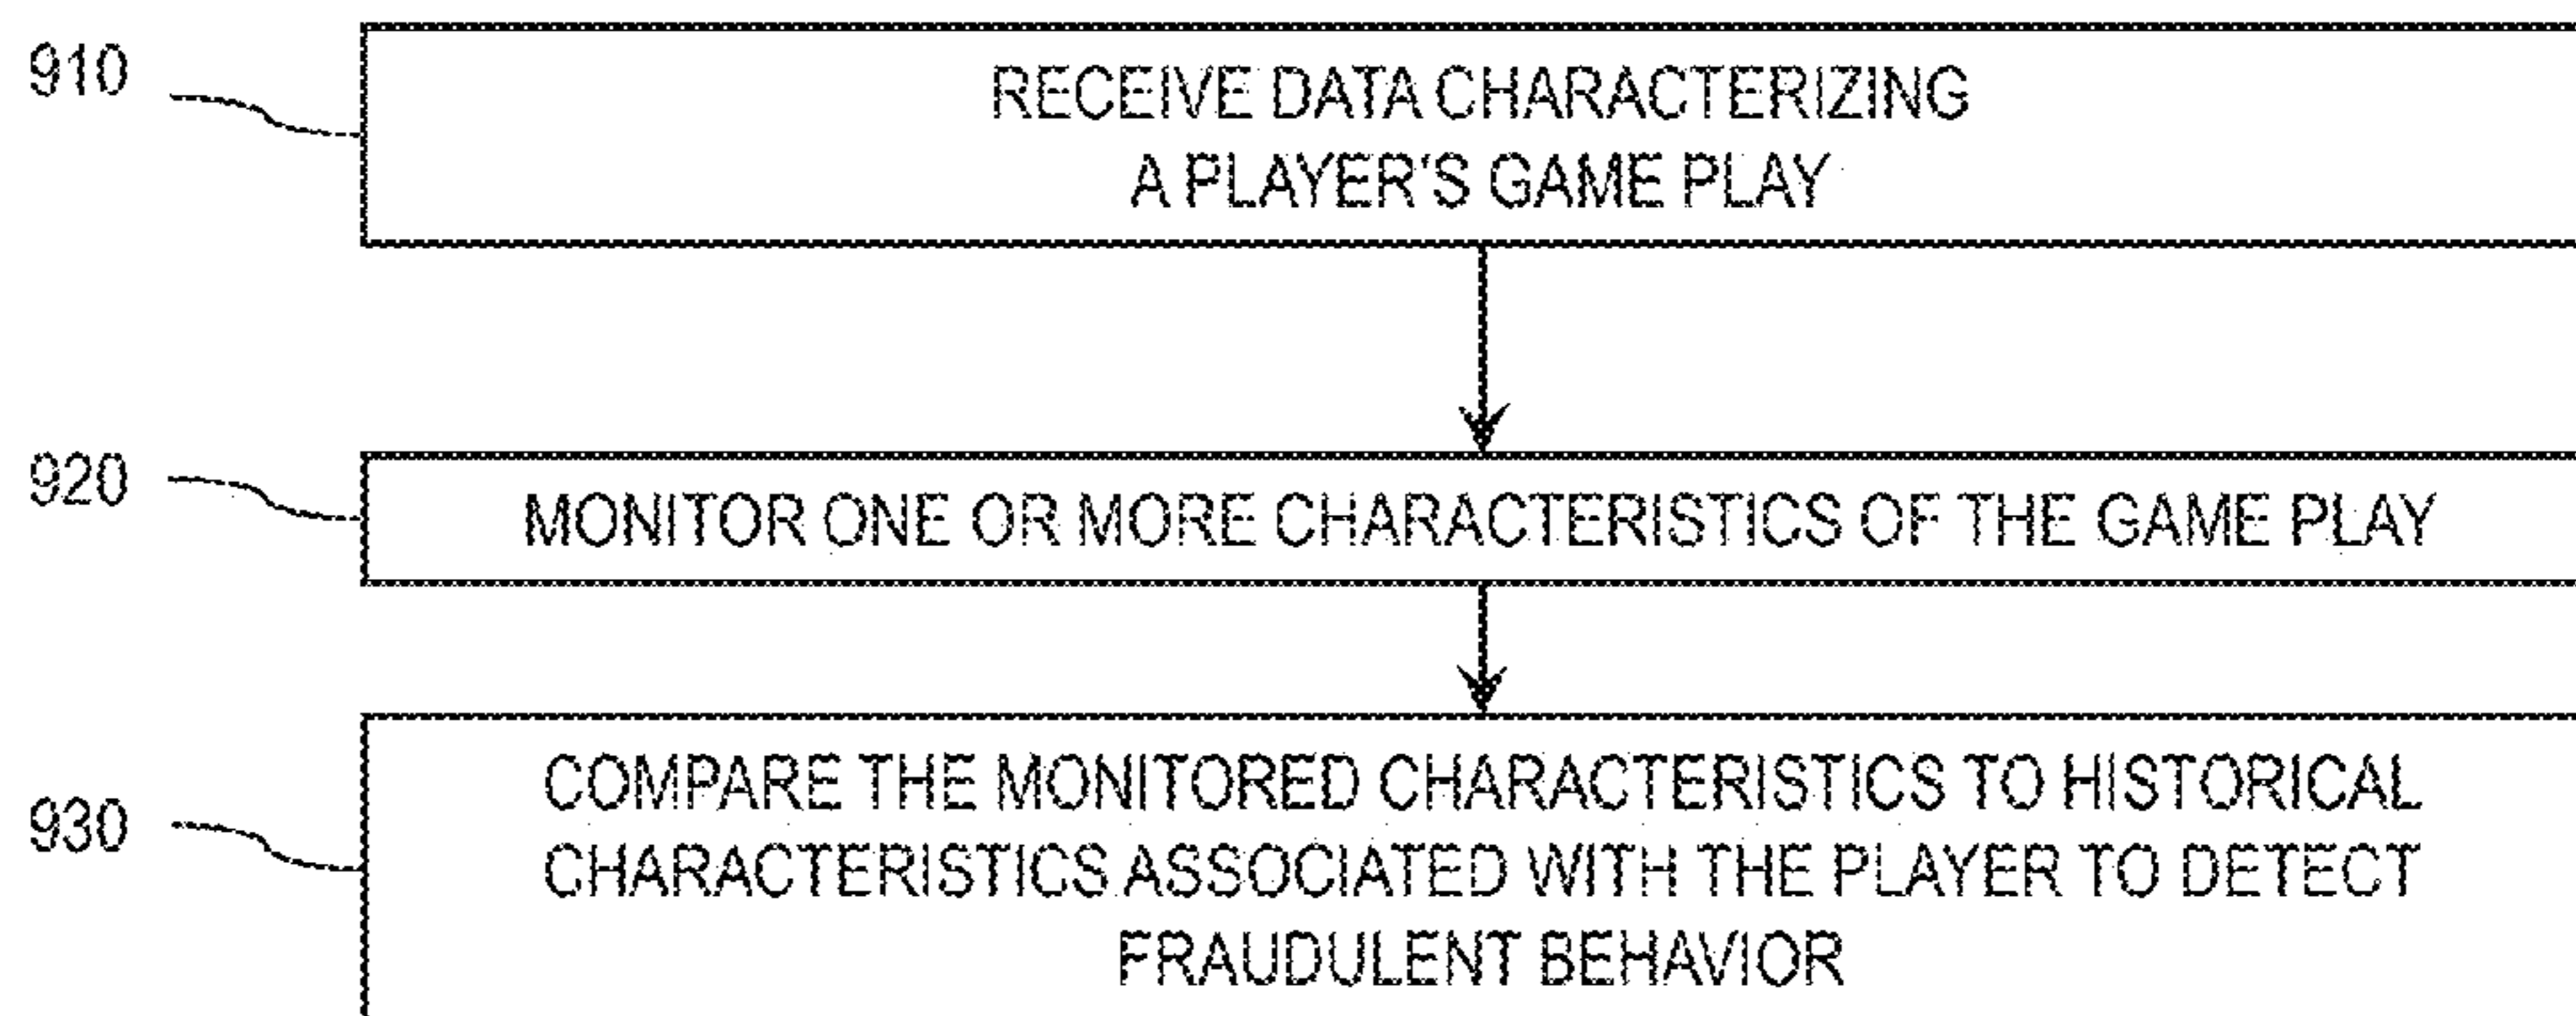 910
RECEIVE DATA CHARACTERIZING
A PLAYER'S GAME PLAY
920
MONITOR ONE OR MORE CHARACTERISTICS OF THE GAME PLAY
930
COMPARE THE MONITORED CHARACTERISTICS TO HISTORICAL
CHARACTERISTICS ASSOCIATED WITH THE PLAYER TO DETECT
FRAUDULENT BEHAVIOR